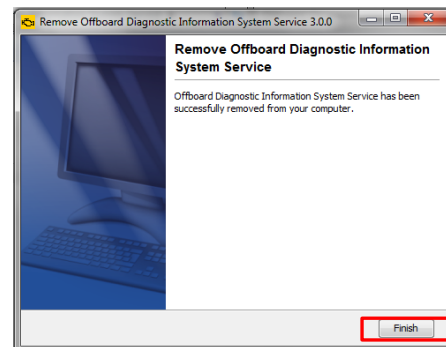 Remove Offboard Diagnostic Information System Service 3.0.0
Remove Offboard Diagnostic Information
System Service
Offboard Diagnostic Information System Service has been
successfully removed from your computer.
Finish